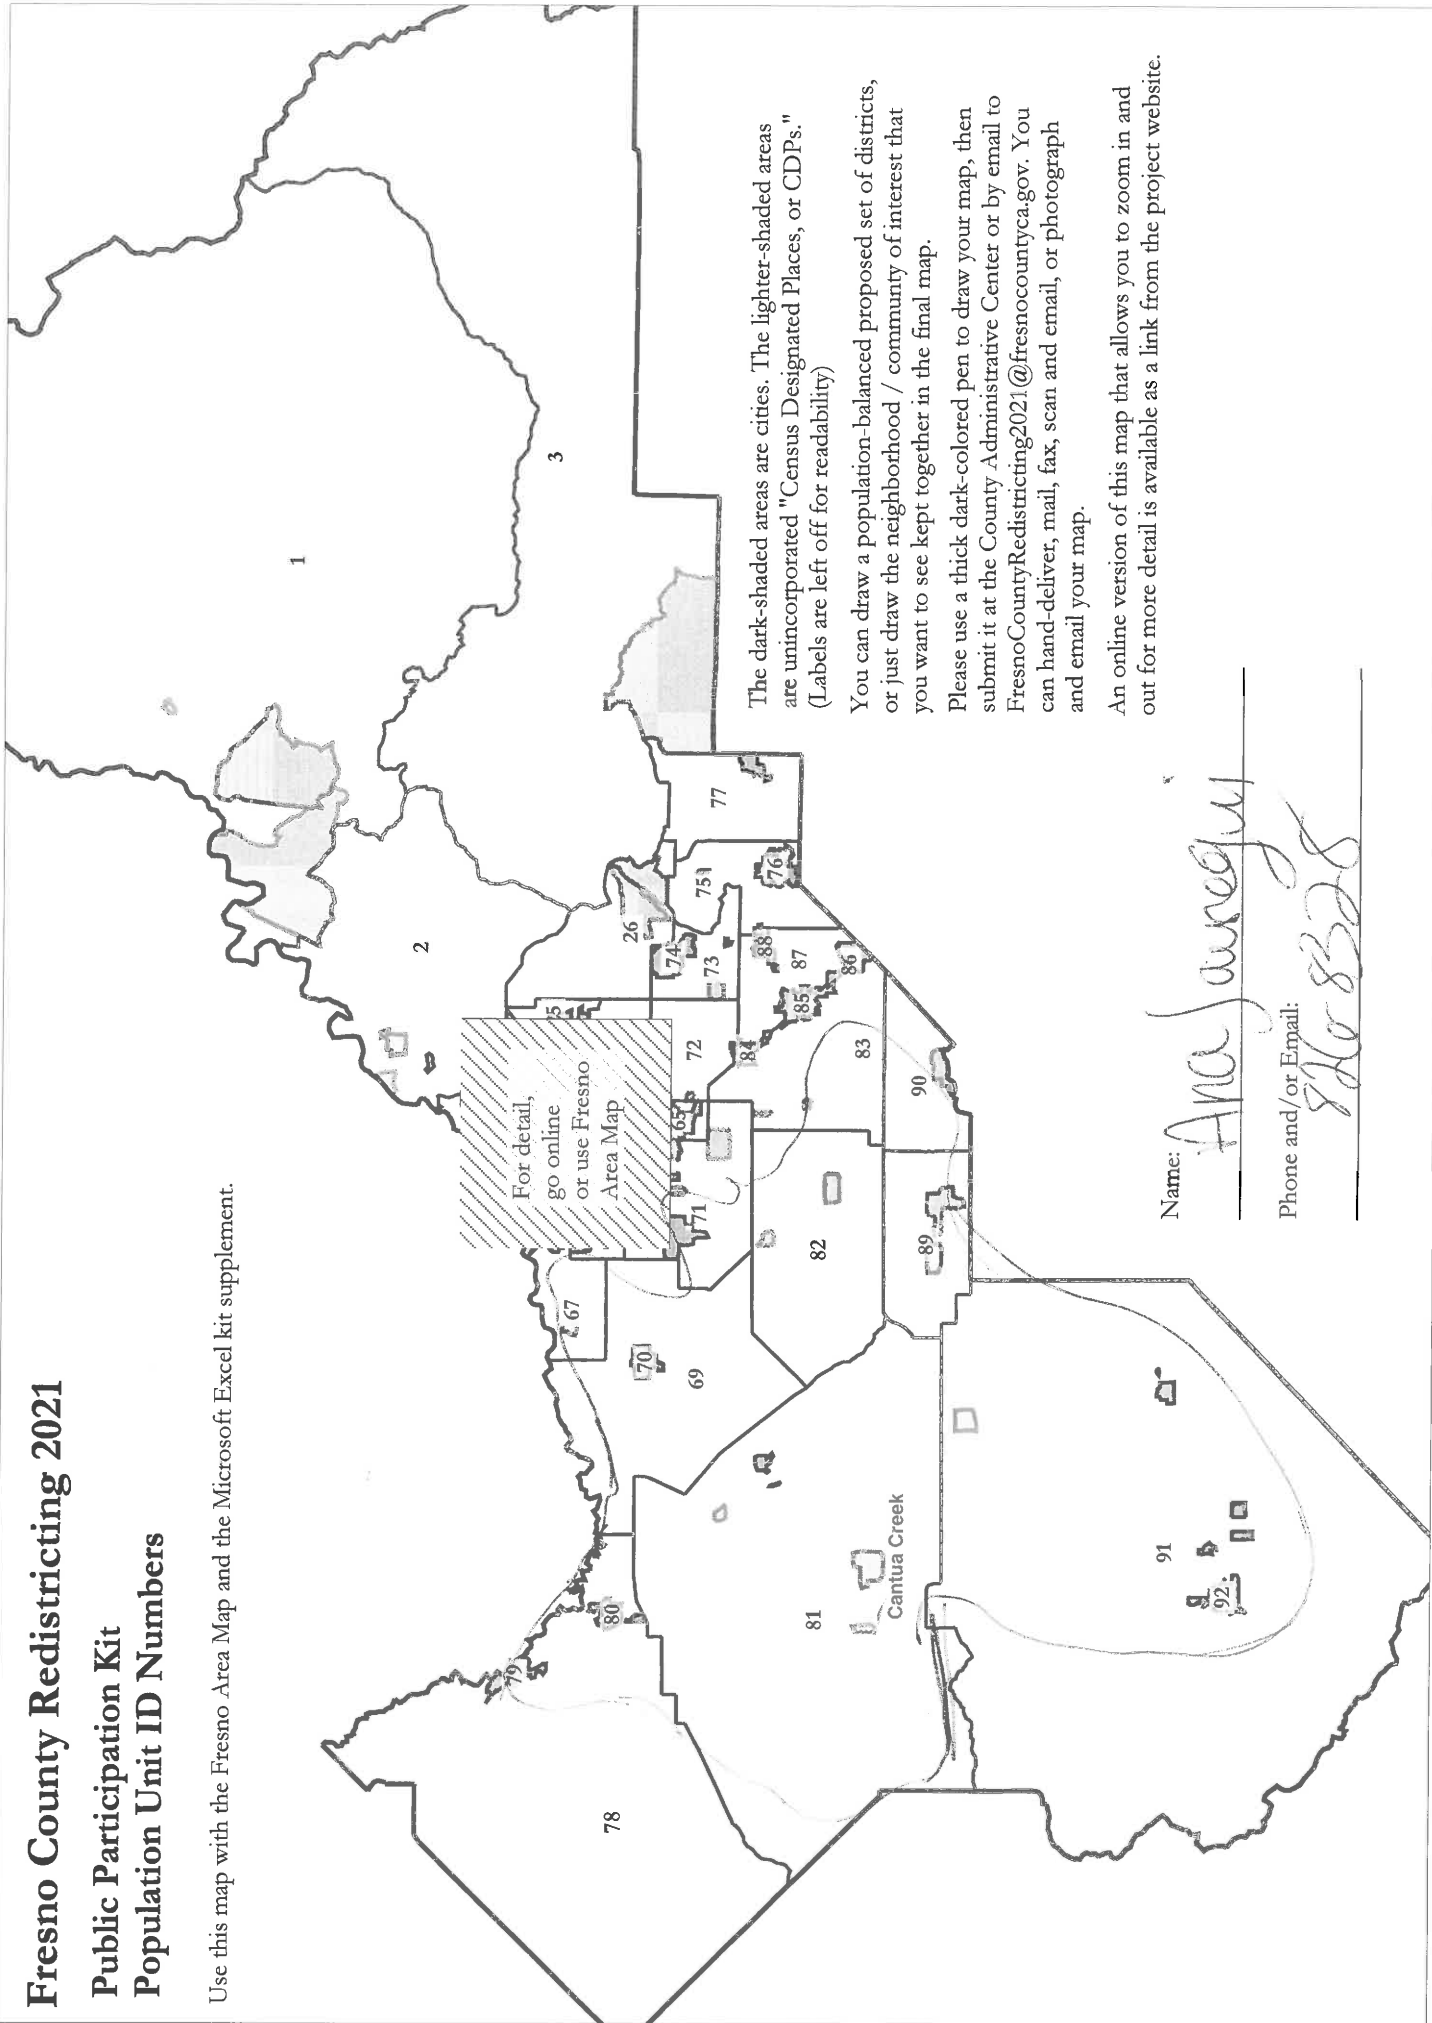 Fresno County Redistricting 2021
Public Participation Kit
Population Unit ID Numbers
Use this map with the Fresno Area Map and the Microsoft Excel kit supplement.
1
2
3
For detail,
go online
or use Fresno
Area Map
65
67
26
74
75
73
72
65
71
70
69
77
76
88
87
86
85
84
83
82
90
89
80
79
78
81
Cantua Creek
91
92
The dark-shaded areas are cities. The lighter-shaded areas
are unincorporated "Census Designated Places, or CDPs."
(Labels are left off for readability)
You can draw a population-balanced proposed set of districts,
or just draw the neighborhood / community of interest that
you want to see kept together in the final map.
Please use a thick dark-colored pen to draw your map, then
submit it at the County Administrative Center or by email to
FresnoCountyRedistricting2021@fresnocountyca.gov. You
can hand-deliver, mail, fax, scan and email, or photograph
and email your map.
An online version of this map that allows you to zoom in and
out for more detail is available as a link from the project website.
Name: Ana
Phone and/or Email: